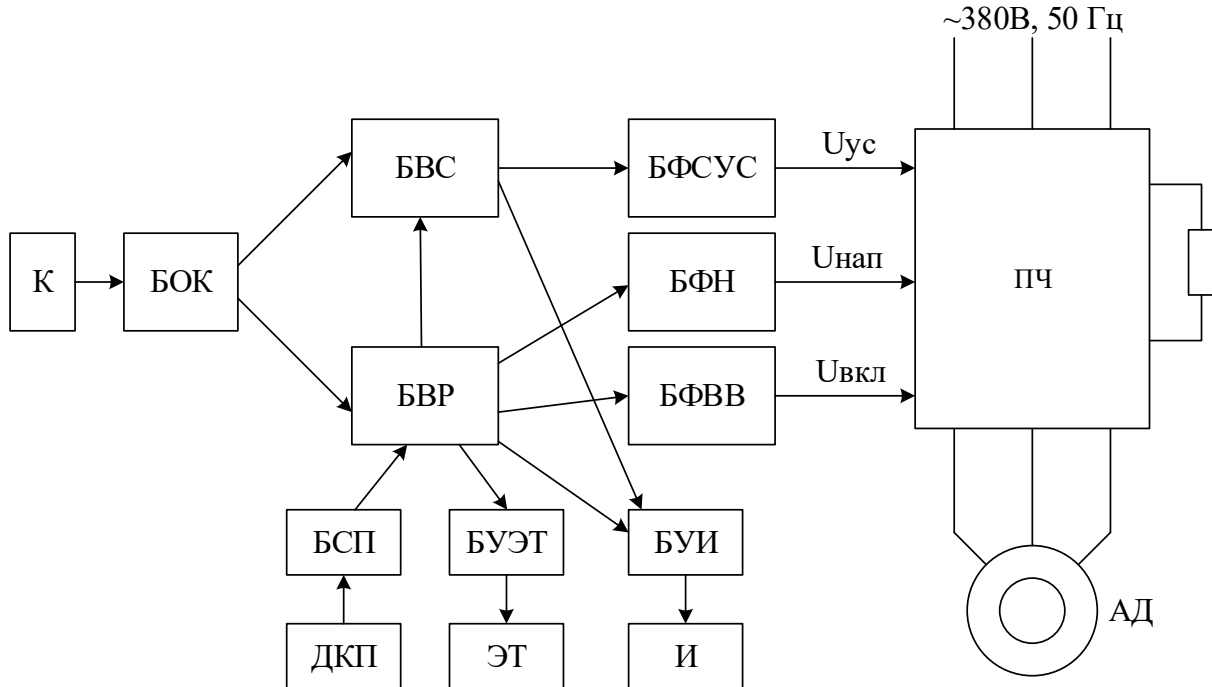 ~380В, 50 Гц
БВС
БФСУС
Uус
К
БОК
БФН
Uнап
ПЧ
БВР
БФВВ
Uвкл
БСП
БУЭТ
БУИ
ДКП
ЭТ
И
АД